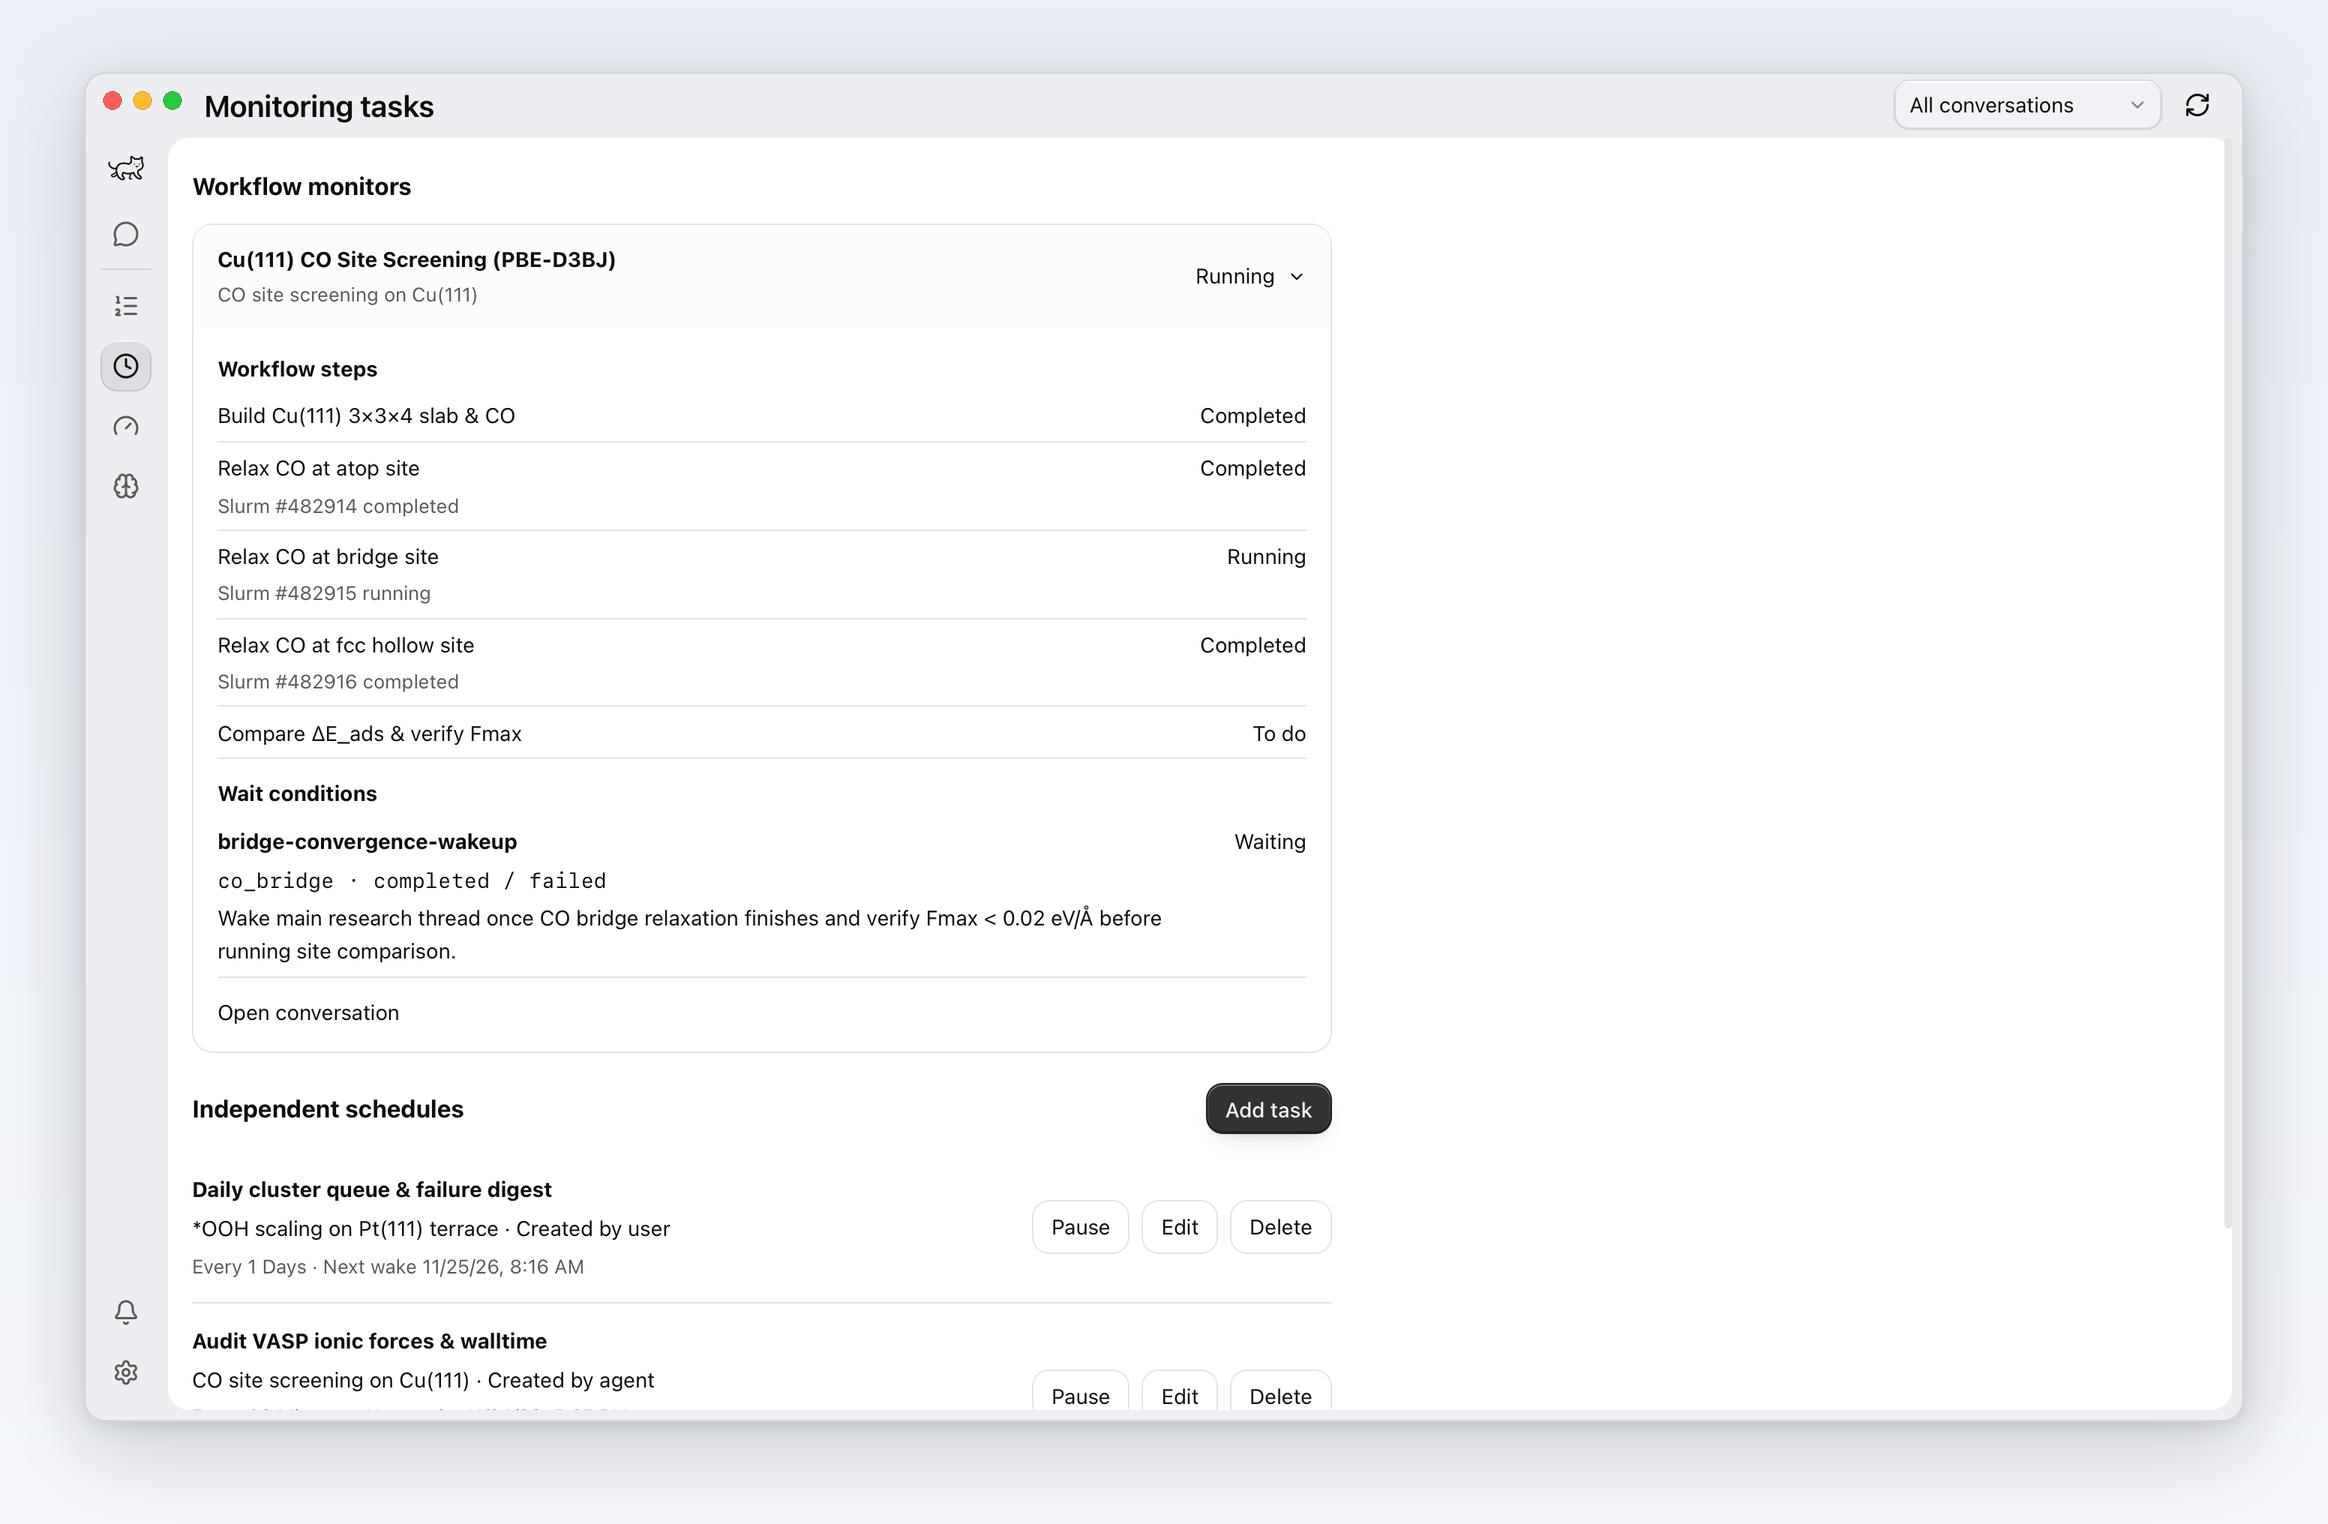 Monitoring tasks
All conversations
Workflow monitors
Cu(111) CO Site Screening (PBE-D3BJ)
CO site screening on Cu(111)
Running
Workflow steps
Build Cu(111) 3×3×4 slab & CO
Completed
Relax CO at atop site
Completed
Slurm #482914 completed
Relax CO at bridge site
Running
Slurm #482915 running
Relax CO at fcc hollow site
Completed
Slurm #482916 completed
Compare ΔE_ads & verify Fmax
To do
Wait conditions
bridge-convergence-wakeup
Waiting
co_bridge · completed / failed
Wake main research thread once CO bridge relaxation finishes and verify Fmax < 0.02 eV/Å before
running site comparison.
Open conversation
Independent schedules
Add task
Daily cluster queue & failure digest
*OOH scaling on Pt(111) terrace · Created by user
Every 1 Days · Next wake 11/25/26, 8:16 AM
Pause
Edit
Delete
Audit VASP ionic forces & walltime
CO site screening on Cu(111) · Created by agent
Pause
Edit
Delete